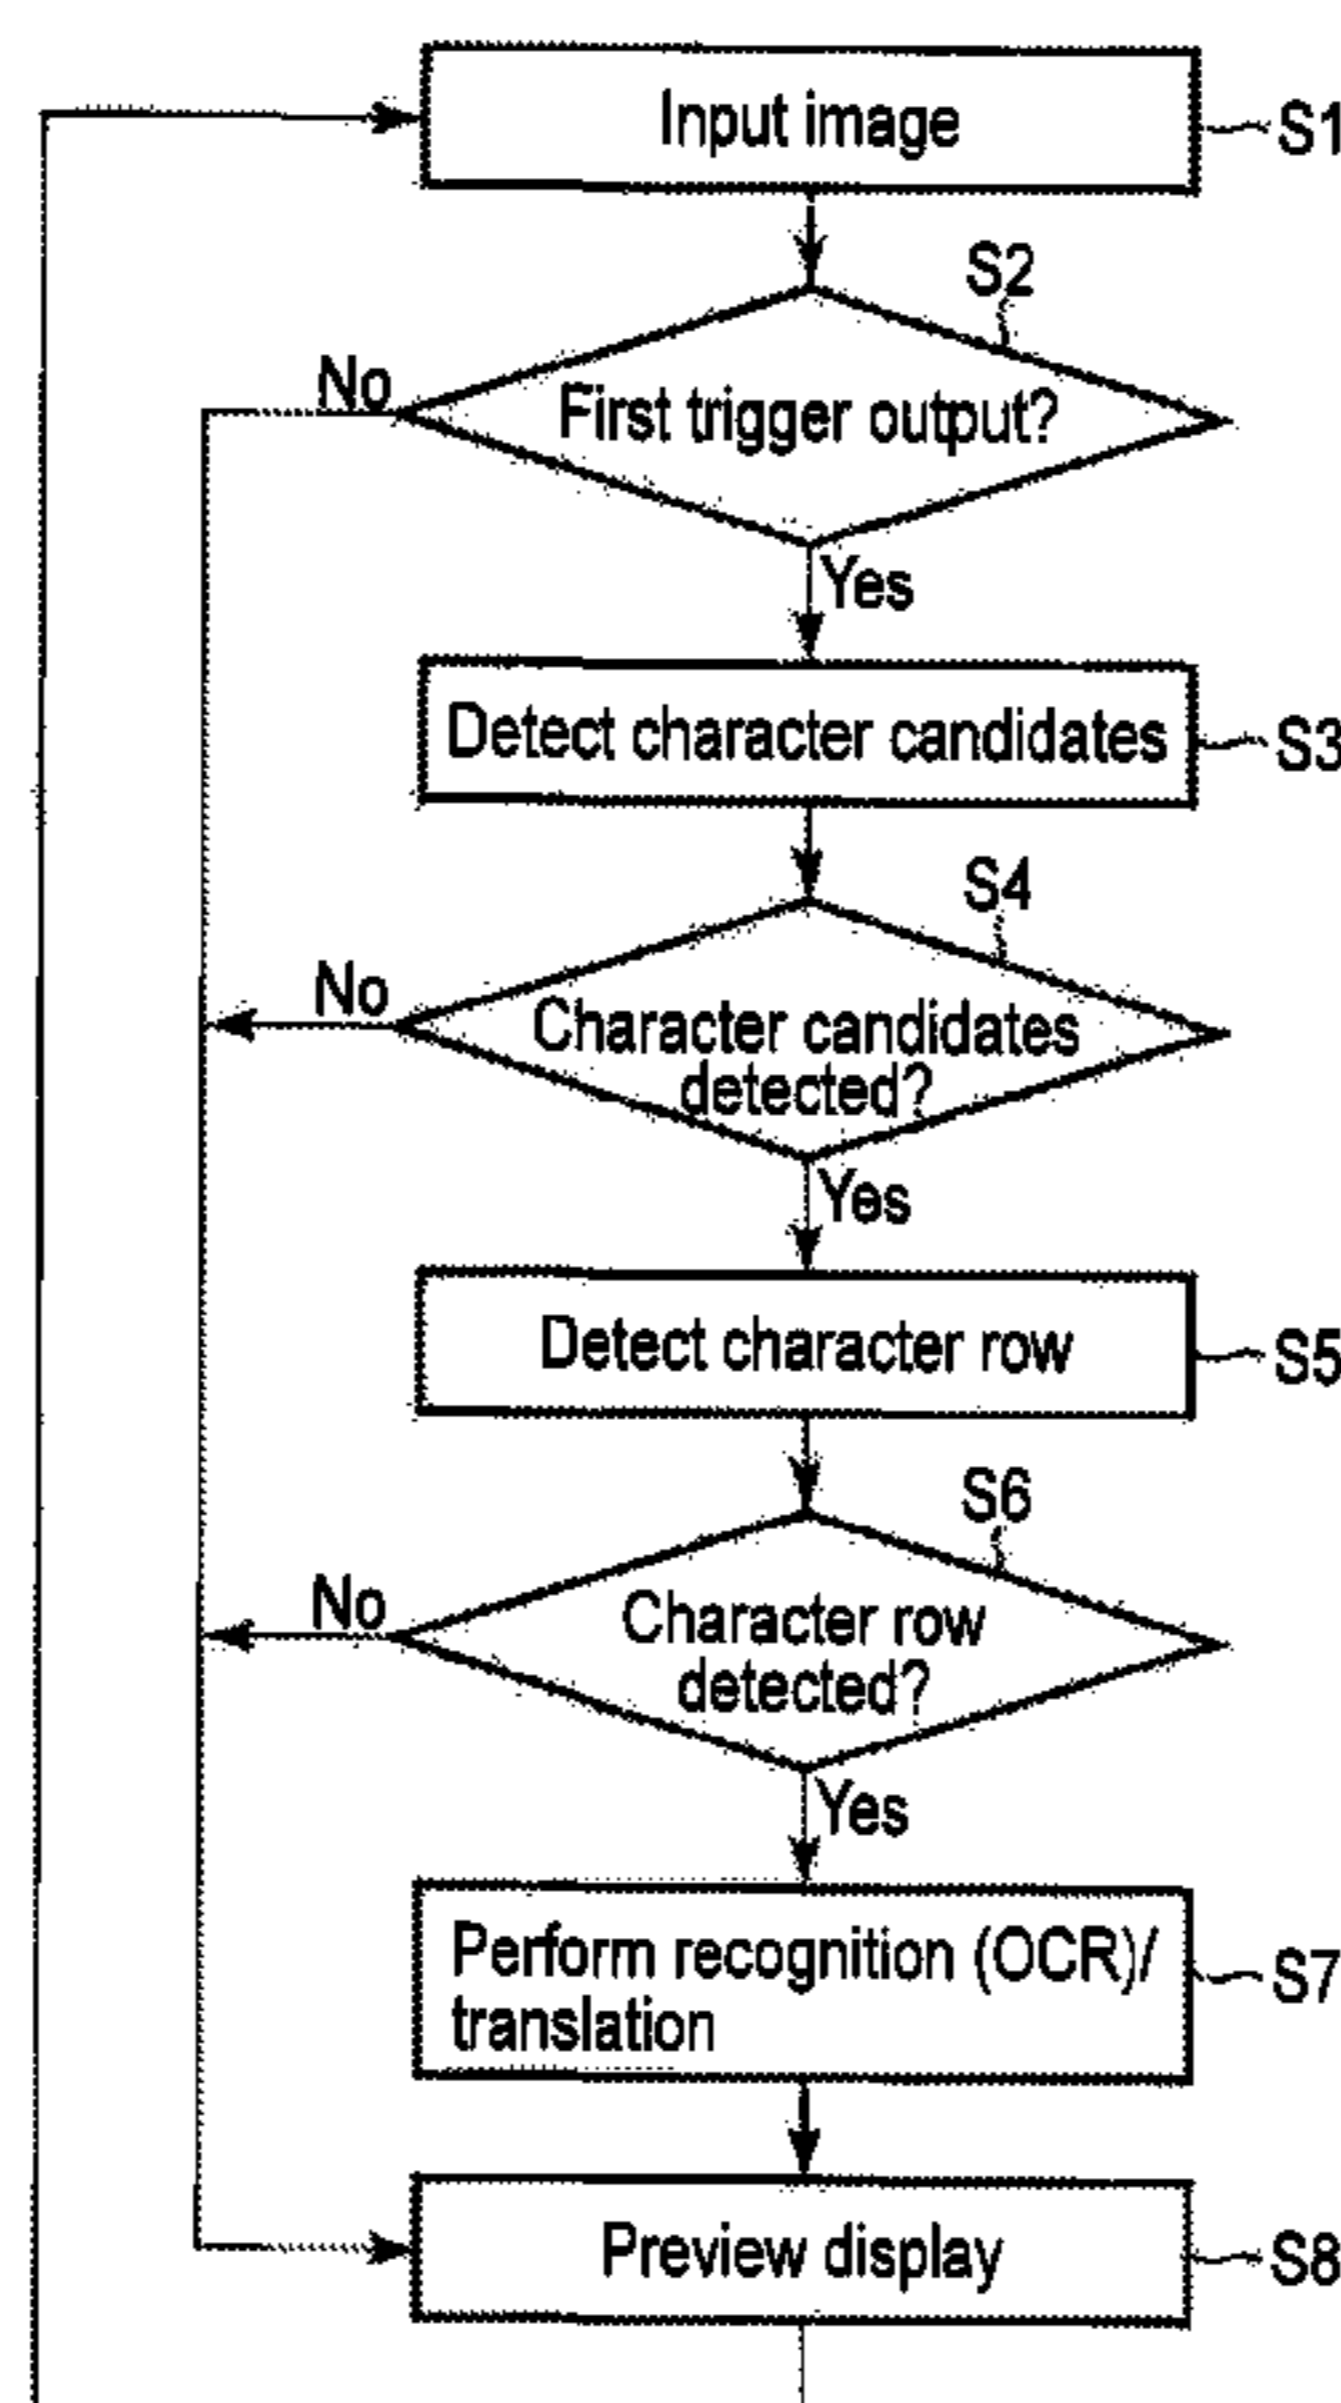 Input image
S1
S2
No
First trigger output?
Yes
Detect character candidates
S3
S4
No
Character candidates
detected?
Yes
Detect character row
S5
S6
No
Character row
detected?
Yes
Perform recognition (OCR)/
translation
S7
Preview display
S8